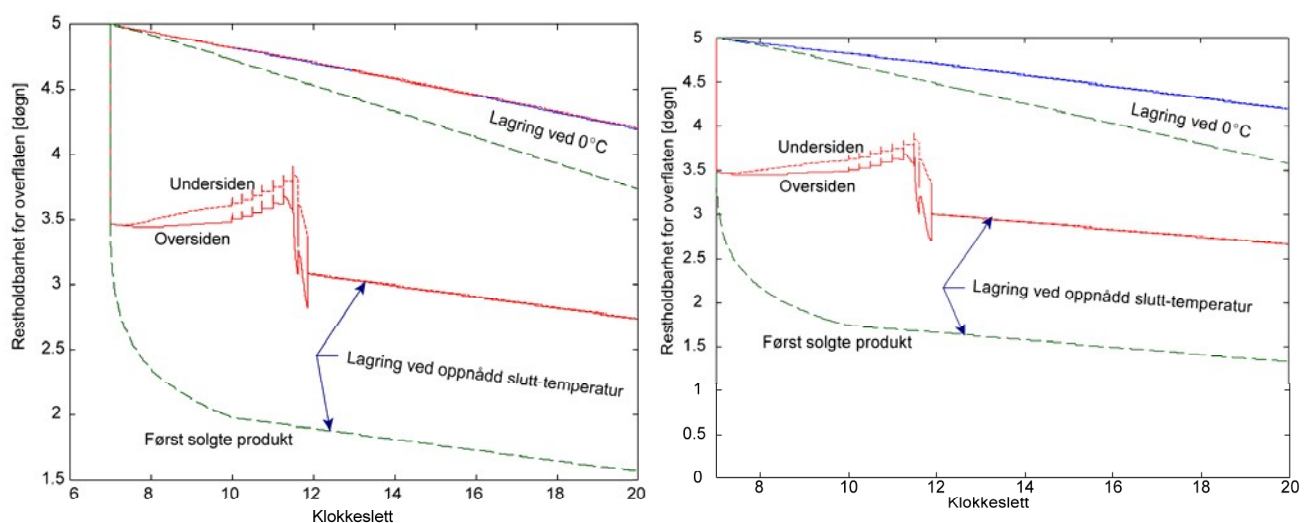 Restholdbarhet for overflaten [døgn]
5
4.5
4
3.5
3
2.5
2
1.5
6 8 10 12 14 16 18 20
Klokkeslett
Lagring ved 0°C
Undersiden
Oversiden
Lagring ved oppnådd slutt-temperatur
Først solgte produkt
Restholdbarhet for overflaten [døgn]
5
4.5
4
3.5
3
2.5
2
1.5
1
0.5
0
8 10 12 14 16 18 20
Klokkeslett
Lagring ved 0°C
Undersiden
Oversiden
Lagring ved oppnådd slutt-temperatur
Først solgte produkt